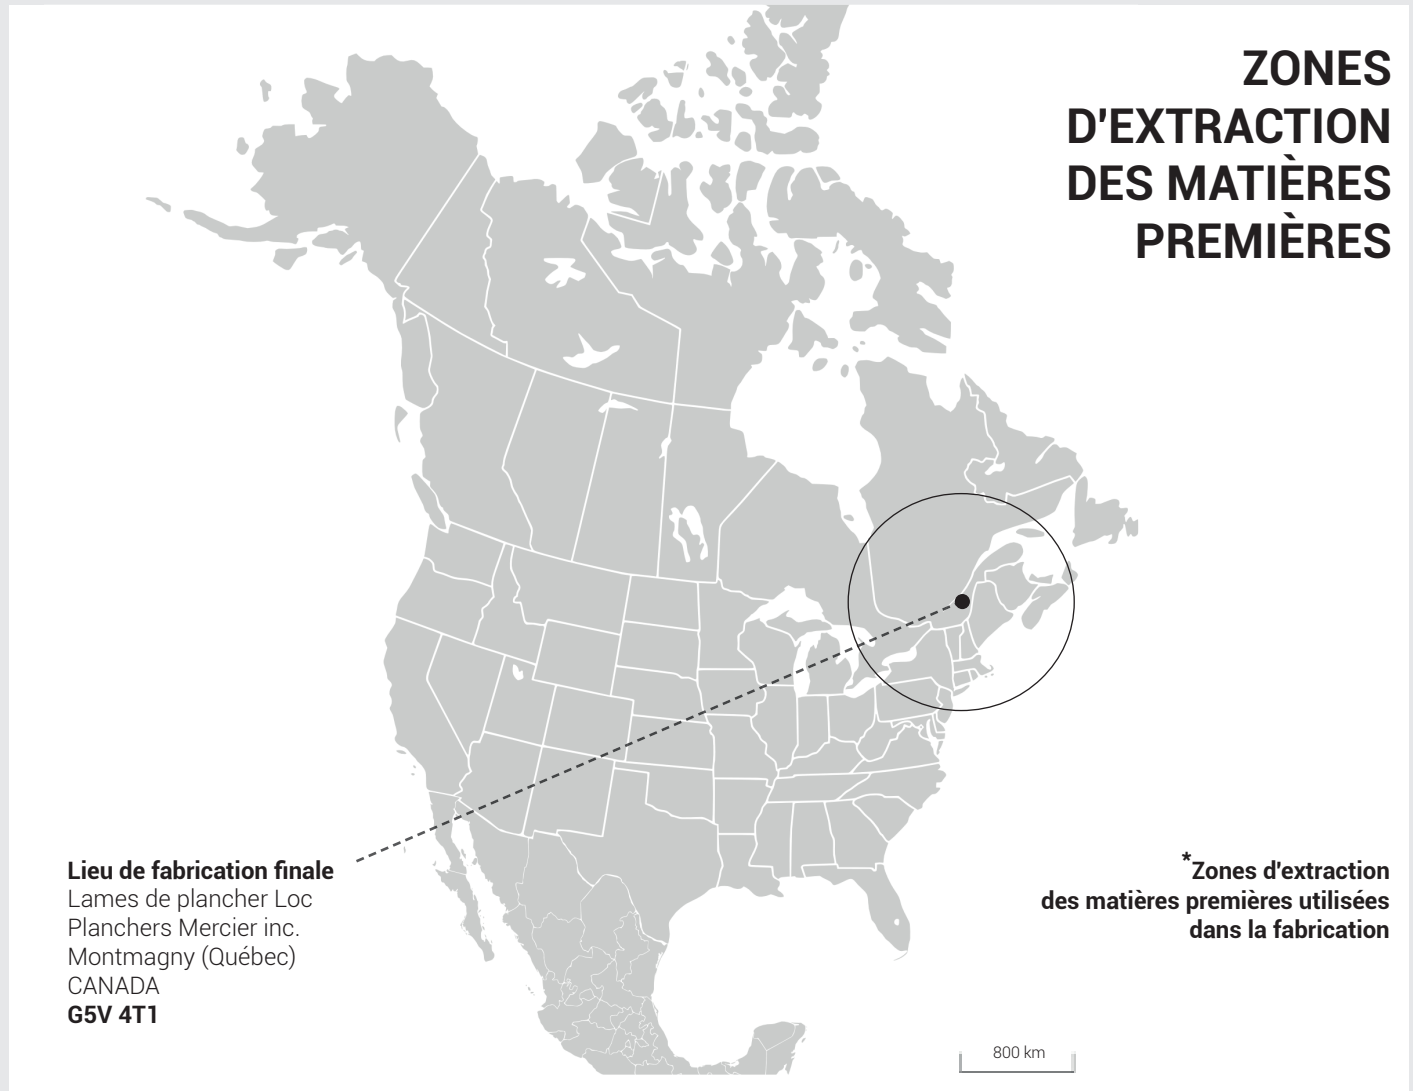 ZONES
D'EXTRACTION
DES MATIÈRES
PREMIÈRES
Lieu de fabrication finale
Lames de plancher Loc
Planchers Mercier inc.
Montmagny (Québec)
CANADA
G5V 4T1
*Zones d'extraction
des matières premières utilisées
dans la fabrication
800 km